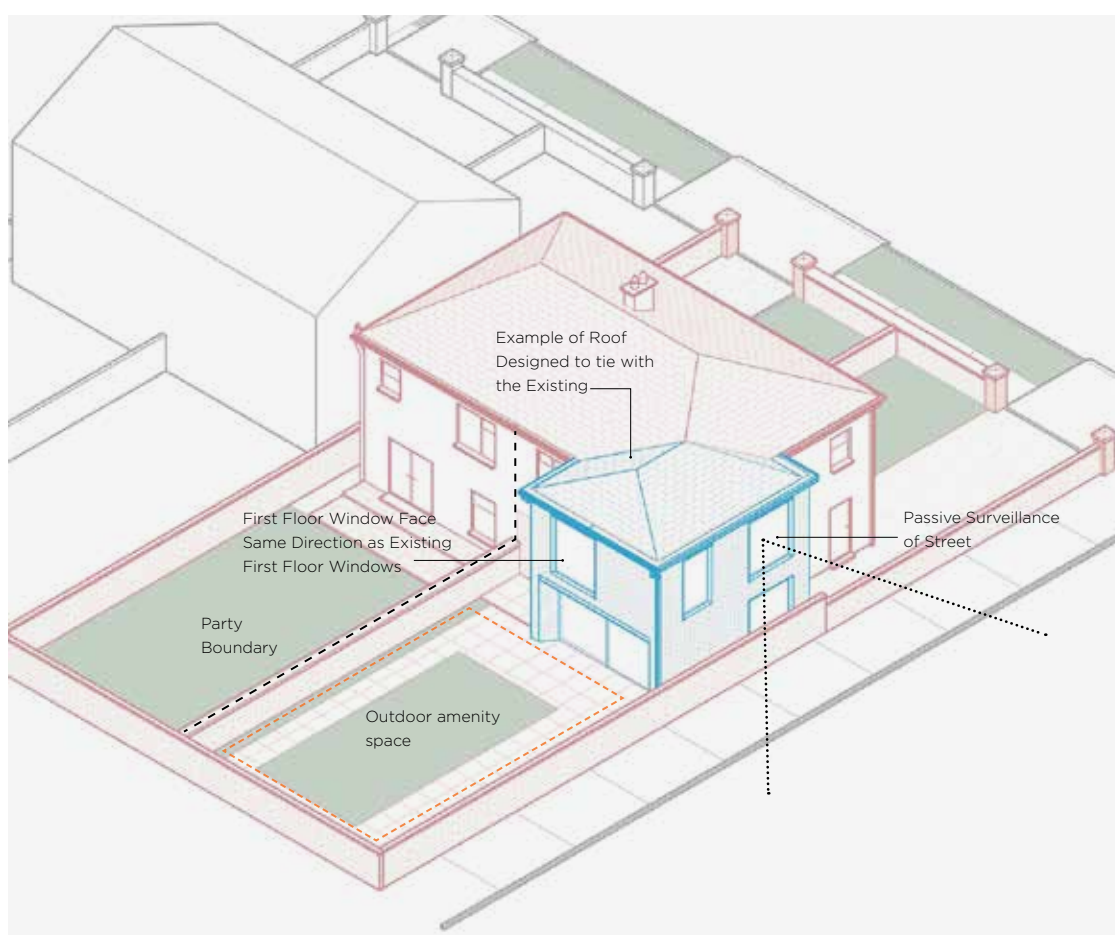 Example of Roof
Designed to tie with
the Existing
First Floor Window Face
Same Direction as Existing
First Floor Windows
Passive Surveillance
of Street
Party
Boundary
Outdoor amenity
space